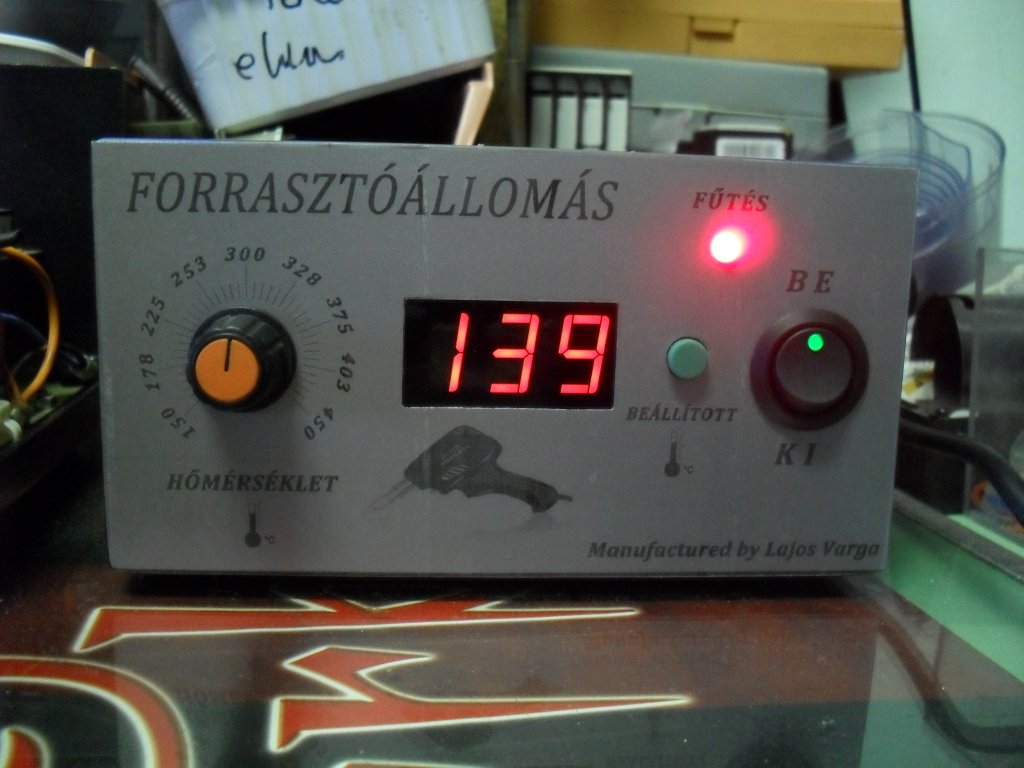 FORRASZTÓÁLLOMÁS
FŰTÉS
BE
150 178 225 253 300 328 375 403 450
139
BEÁLLÍTOTT
°C
KI
HŐMÉRSÉKLET
°C
Manufactured by Lajos Varga